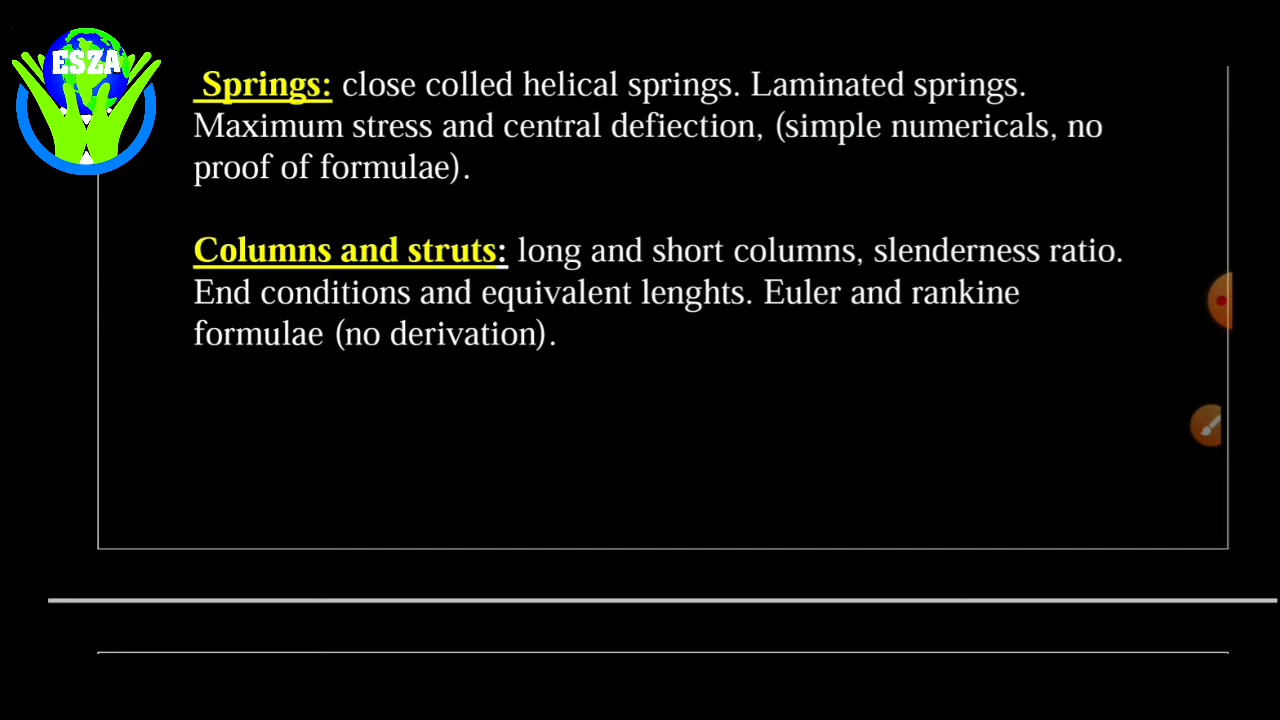 ESZA
Springs: close colled helical springs. Laminated springs.
Maximum stress and central defiection, (simple numericals, no
proof of formulae).
Columns and struts: long and short columns, slenderness ratio.
End conditions and equivalent lenghts. Euler and rankine
formulae (no derivation).